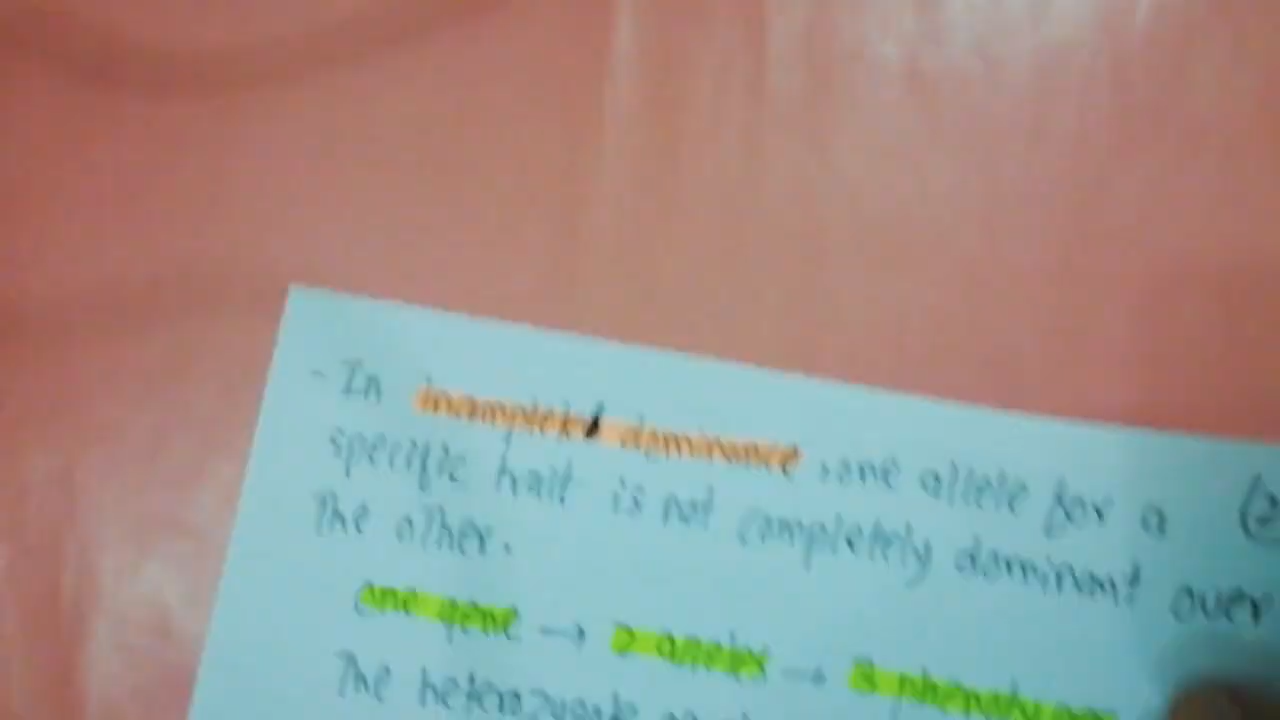 - In incomplete dominance, one allele for a
specific trait is not completely dominant over
the other.
one gene → 2 alleles → 3 phenotypes
The heterozygote